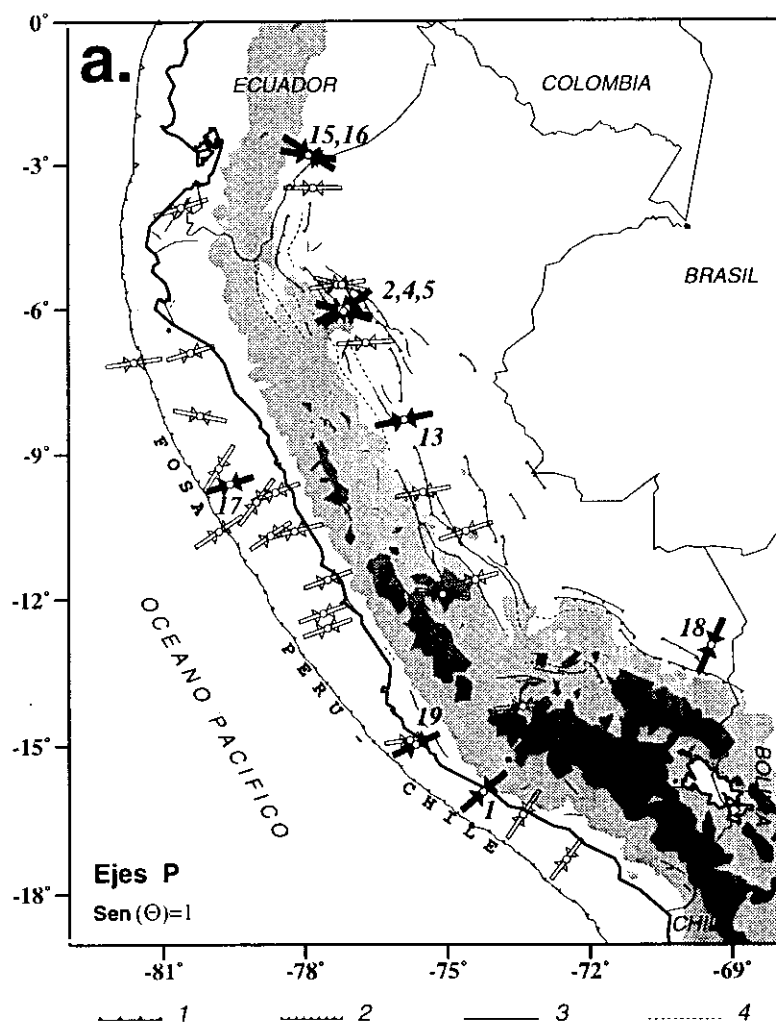 0°
a.
ECUADOR
COLOMBIA
15,16
-3°
BRASIL
2,4,5
-6°
13
-9°
FOSA
17
-12°
18
OCEANO PACIFICO
PERU -
19
-15°
BOLIVIA
1
CHILE
Ejes P
-18°
Sen (Θ)=1
CHIL
-81° -78° -75° -72° -69°
1 2 3 4